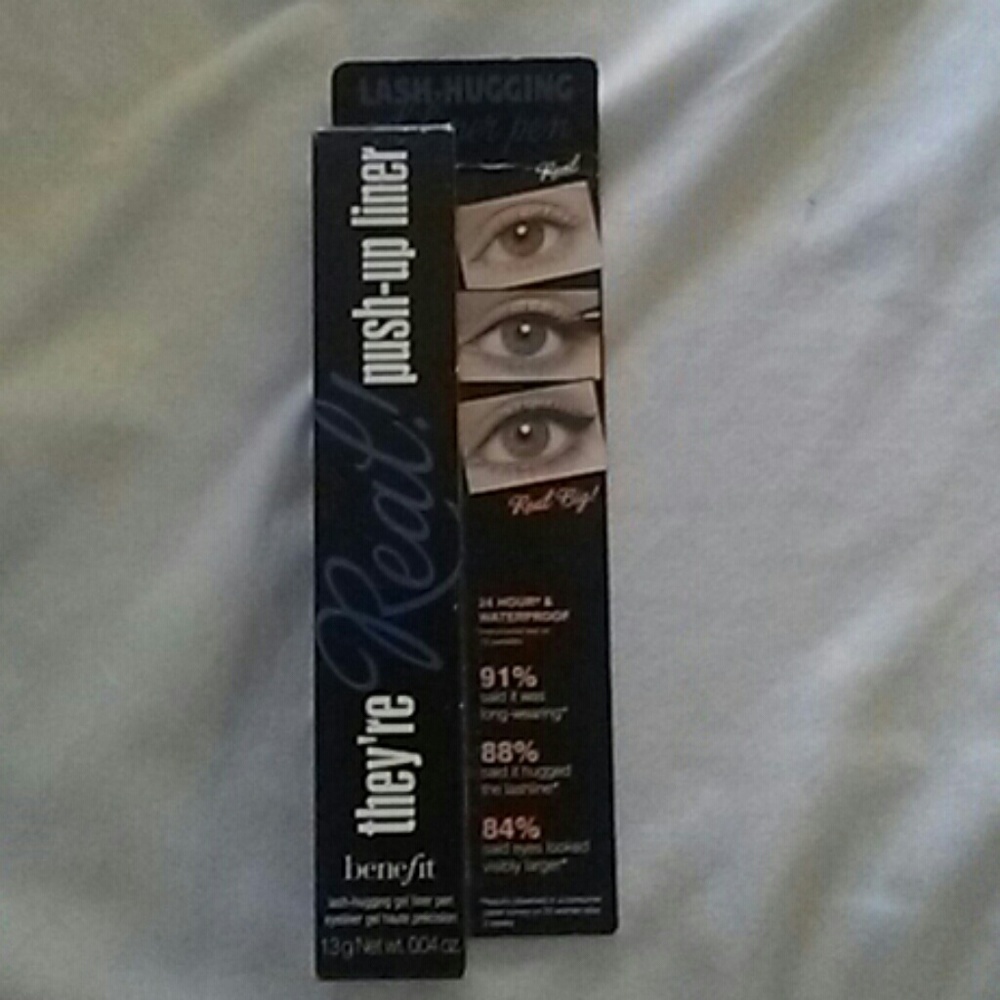 LASH-HUGGING
liner pen
they're Real! push-up liner
benefit
lash-hugging gel liner pen
eyeliner gel haute précision
1.3 g Net wt. 0.04 oz.
Real
Real Big!
24 HOUR* &
WATERPROOF
91%
said it was
long-wearing*
88%
said it hugged
the lashline*
84%
said eyes looked
visibly larger*